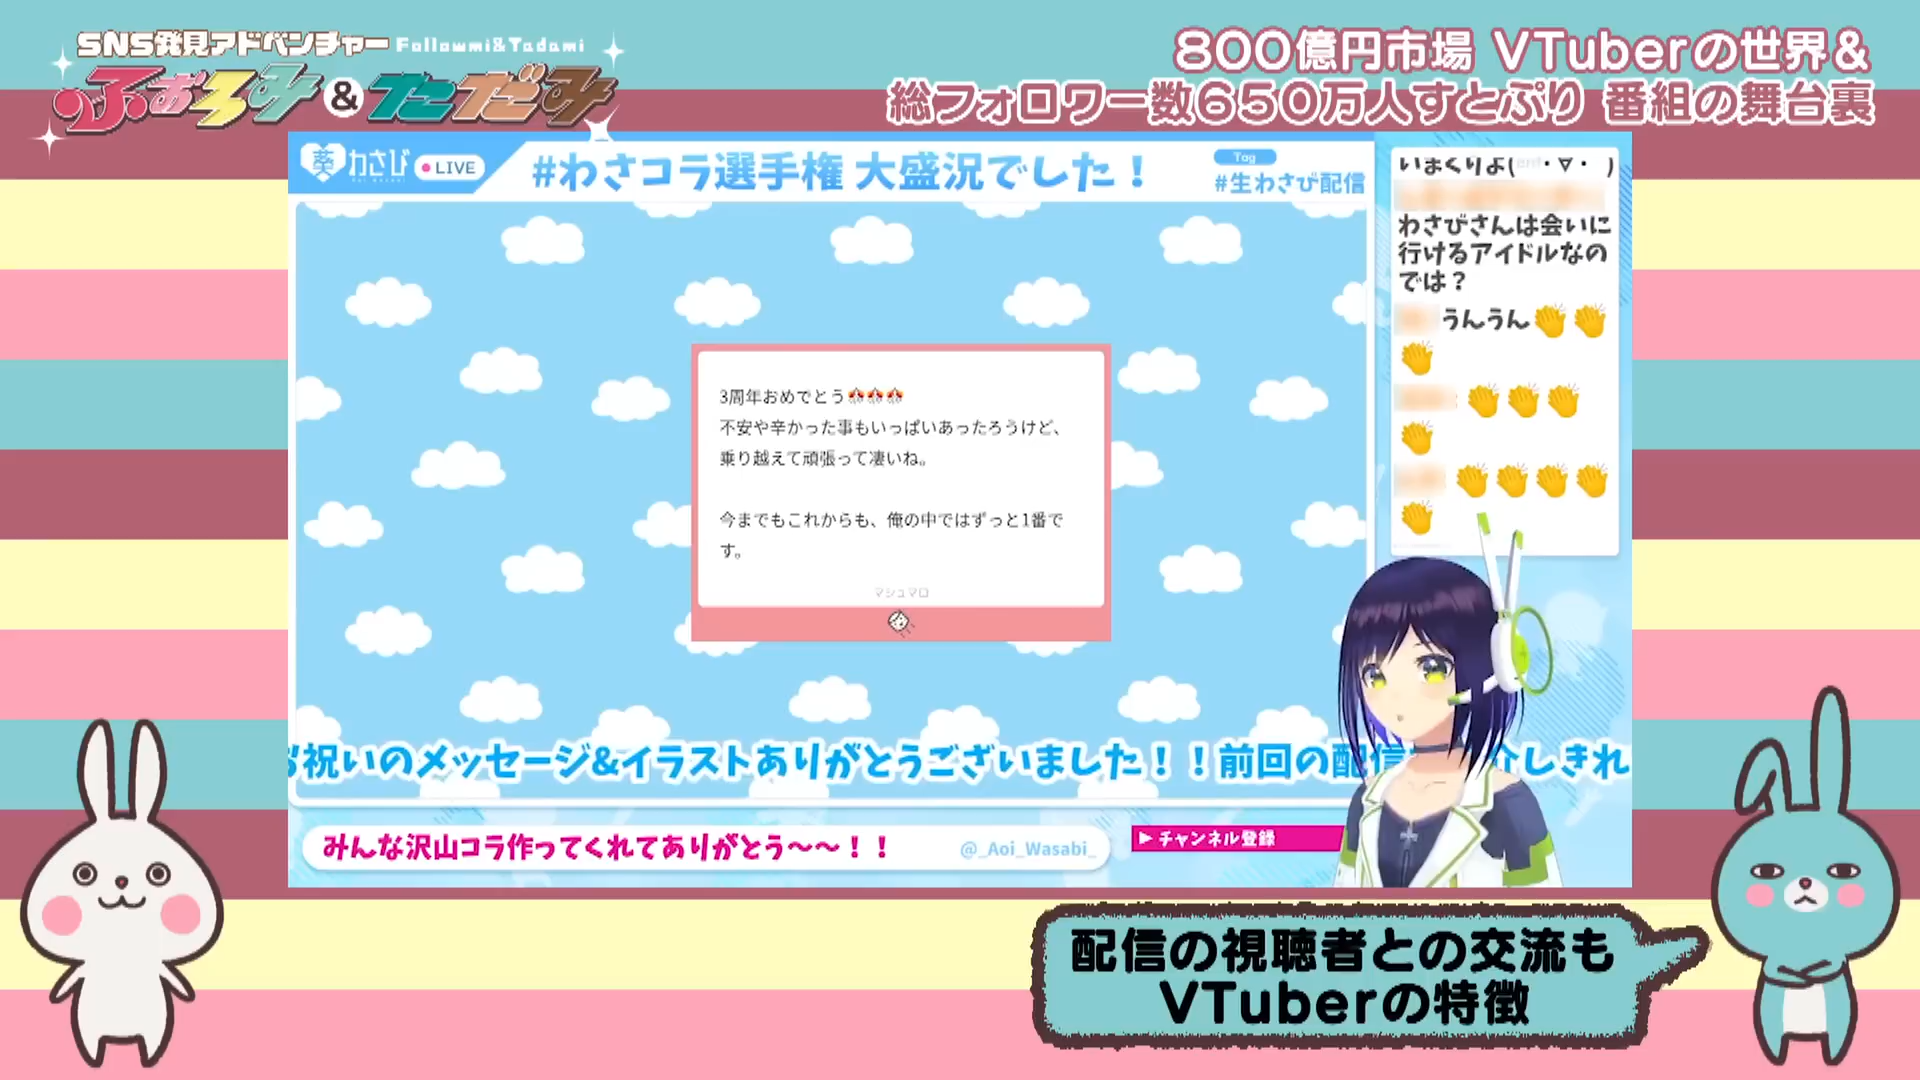 SNS発見アドベンチャー Followmi&Tadami
ふぉろみ&ただみ
800億円市場 VTuberの世界&
総フォロワー数650万人すとぷり 番組の舞台裏
葵わさび LIVE
#わさコラ選手権 大盛況でした！
Tag
#生わさび配信
いまくりよ( ・∀・ )
わさびさんは会いに
行けるアイドルなの
では？
うんうん👏👏
👏
👏👏👏
👏
👏👏👏👏
👏
3周年おめでとう🎊🎊🎊
不安や辛かった事もいっぱいあったろうけど、
乗り越えて頑張って凄いね。
今までもこれからも、俺の中ではずっと1番で
す。
マシュマロ
お祝いのメッセージ&イラストありがとうございました！！前回の配信 介しきれ
みんな沢山コラ作ってくれてありがとう〜〜！！
@_Aoi_Wasabi_
▶チャンネル登録
配信の視聴者との交流も
VTuberの特徴